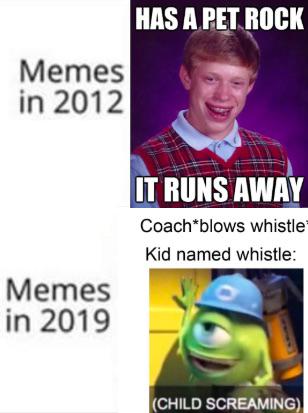 HAS A PET ROCK
Memes
in 2012
IT RUNS AWAY
Coach*blows whistle*
Kid named whistle:
Memes
in 2019
(CHILD SCREAMING)